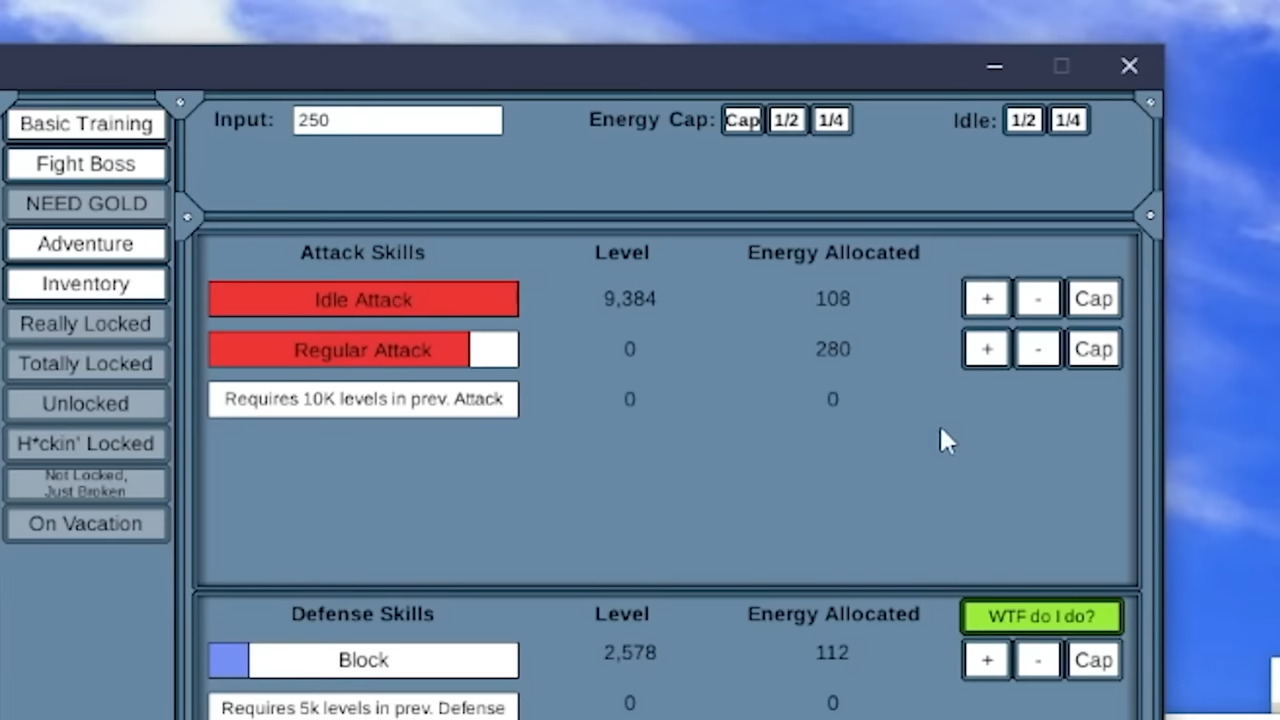 Input: 250 Energy Cap: Cap 1/2 1/4 Idle: 1/2 1/4
Basic Training
Fight Boss
NEED GOLD
Adventure
Inventory
Really Locked
Totally Locked
Unlocked
H*ckin' Locked
Not Locked,
Just Broken
On Vacation
Attack Skills Level Energy Allocated
Idle Attack 9,384 108 + - Cap
Regular Attack 0 280 + - Cap
Requires 10K levels in prev. Attack 0 0
Defense Skills Level Energy Allocated WTF do I do?
Block 2,578 112 + - Cap
Requires 5k levels in prev. Defense 0 0